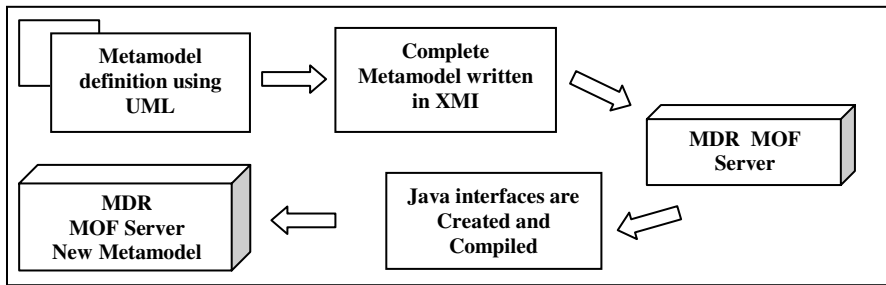 Metamodel
definition using
UML
Complete
Metamodel written
in XMI
MDR MOF
Server
Java interfaces are
Created and
Compiled
MDR
MOF Server
New Metamodel